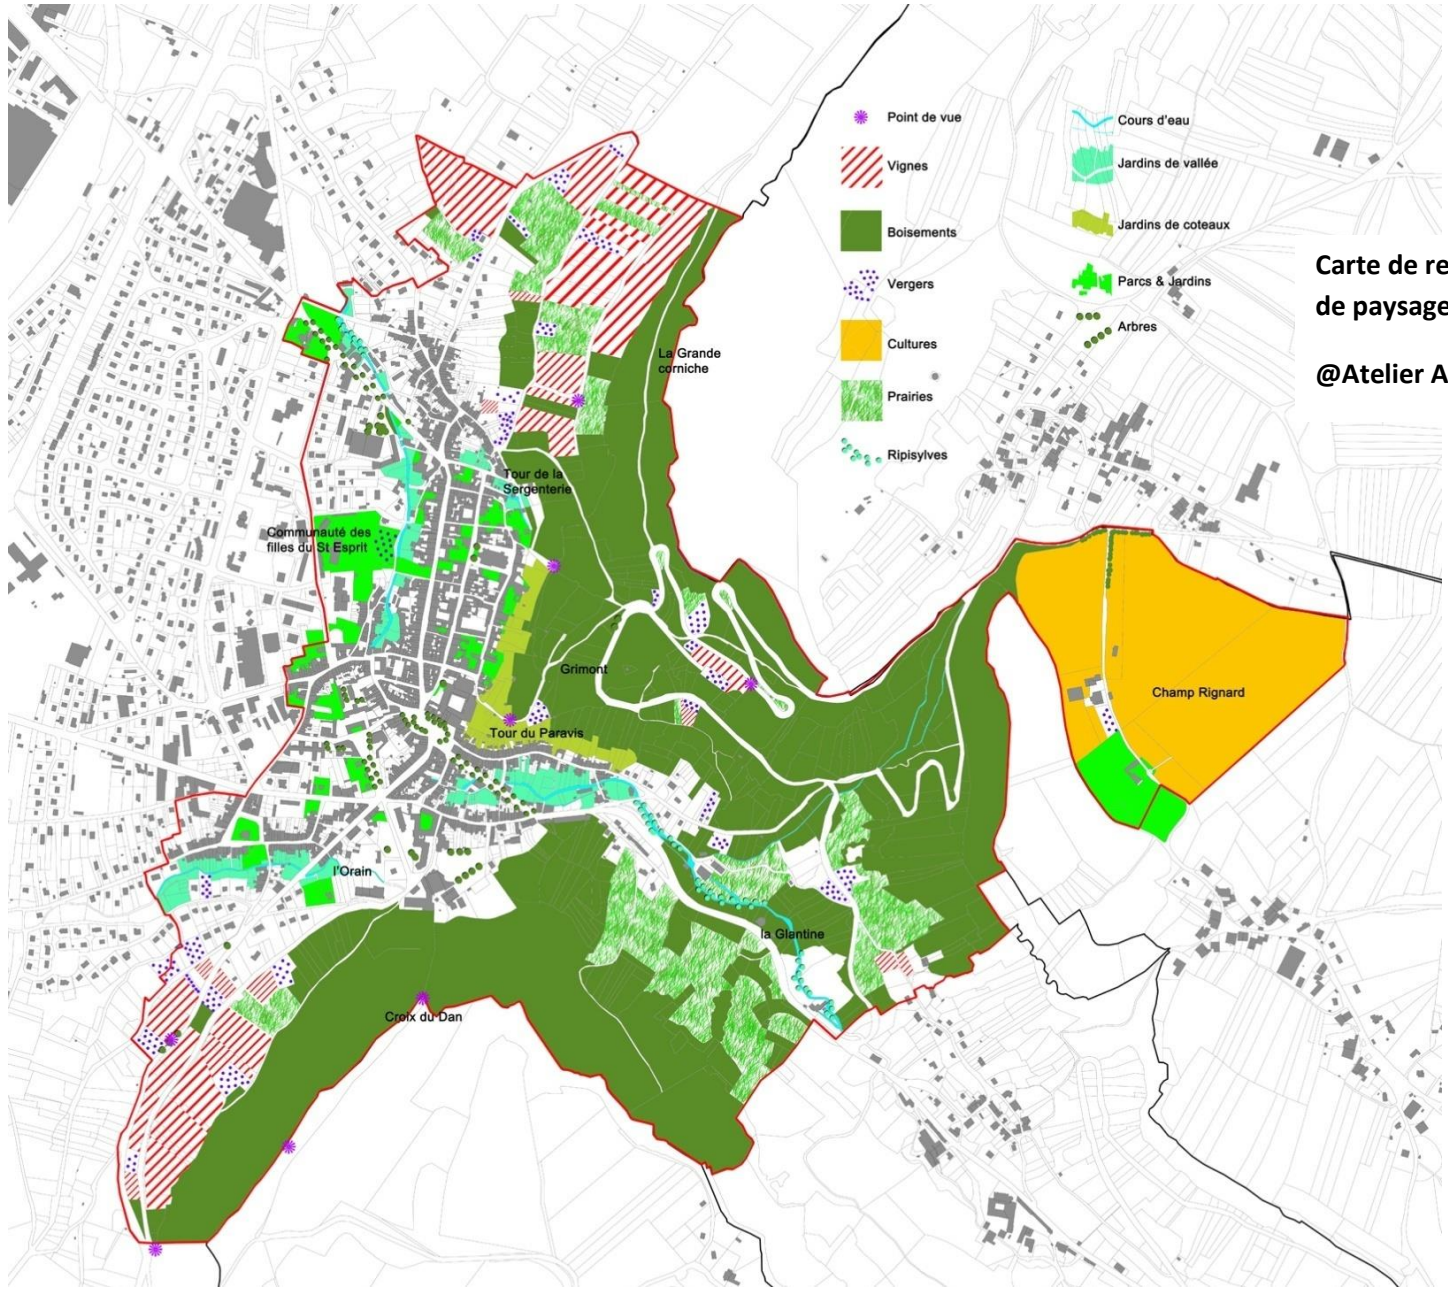 Point de vue
Vignes
Boisements
Vergers
Cultures
Prairies
Ripisylves
Cours d'eau
Jardins de vallée
Jardins de coteaux
Parcs & Jardins
Arbres
Carte de re
de paysage
@Atelier A
La Grande
corniche
Tour de la
Sergenterie
Communauté des
filles du St Esprit
Grimont
Champ Rignard
Tour du Paravis
l'Orain
la Glantine
Croix du Dan